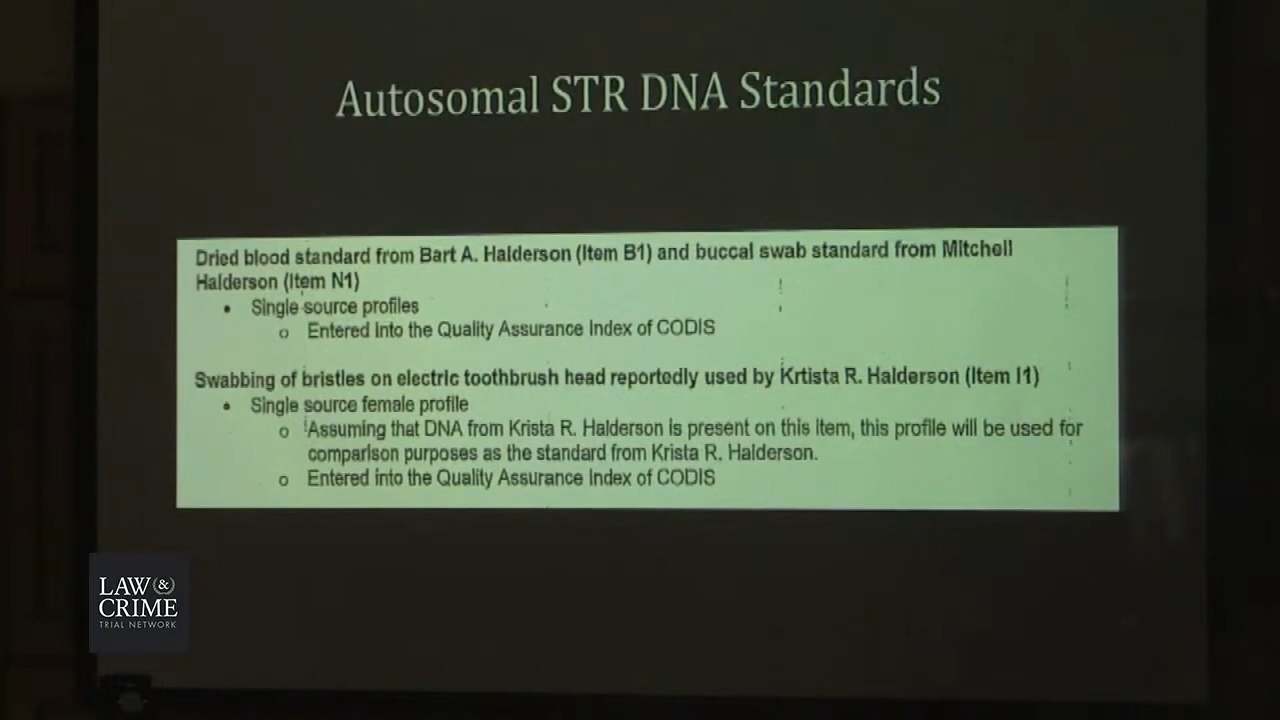 Autosomal STR DNA Standards
Dried blood standard from Bart A. Halderson (Item B1) and buccal swab standard from Mitchell
Halderson (Item N1)
• Single source profiles
o Entered into the Quality Assurance Index of CODIS
Swabbing of bristles on electric toothbrush head reportedly used by Krtista R. Halderson (Item I1)
• Single source female profile
o Assuming that DNA from Krista R. Halderson is present on this item, this profile will be used for
comparison purposes as the standard from Krista R. Halderson.
o Entered into the Quality Assurance Index of CODIS
LAW &
CRIME
TRIAL NETWORK